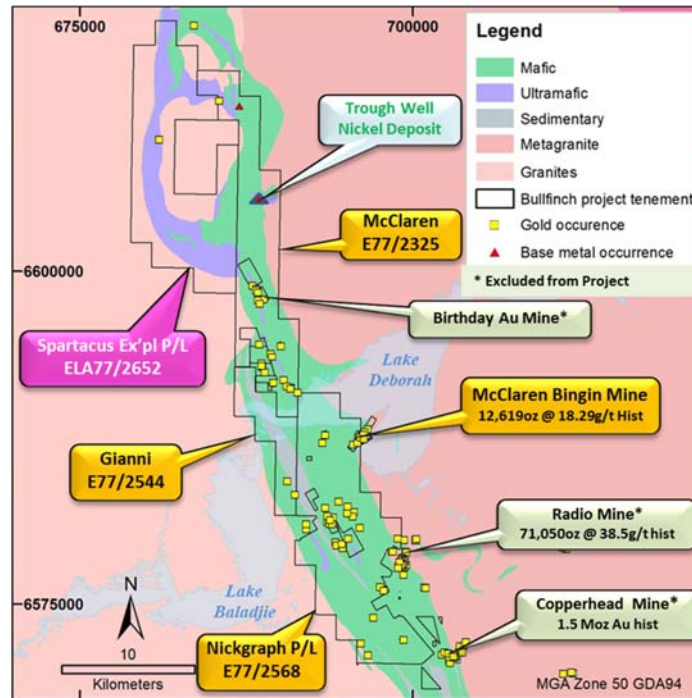 675000
700000
Legend
Mafic
Ultramafic
Sedimentary
Metagranite
Granites
Bullfinch project tenement
Gold occurence
Base metal occurrence
* Excluded from Project
Trough Well
Nickel Deposit
McClaren
E77/2325
6600000
Birthday Au Mine*
Spartacus Ex'pl P/L
ELA77/2652
Lake
Deborah
McClaren Bingin Mine
12,619oz @ 18.29g/t Hist
Gianni
E77/2544
Radio Mine*
71,050oz @ 38.5g/t hist
N
Lake
Baladjie
6575000
Copperhead Mine*
1.5 Moz Au hist
Nickgraph P/L
E77/2568
10
Kilometers
MGA Zone 50 GDA94